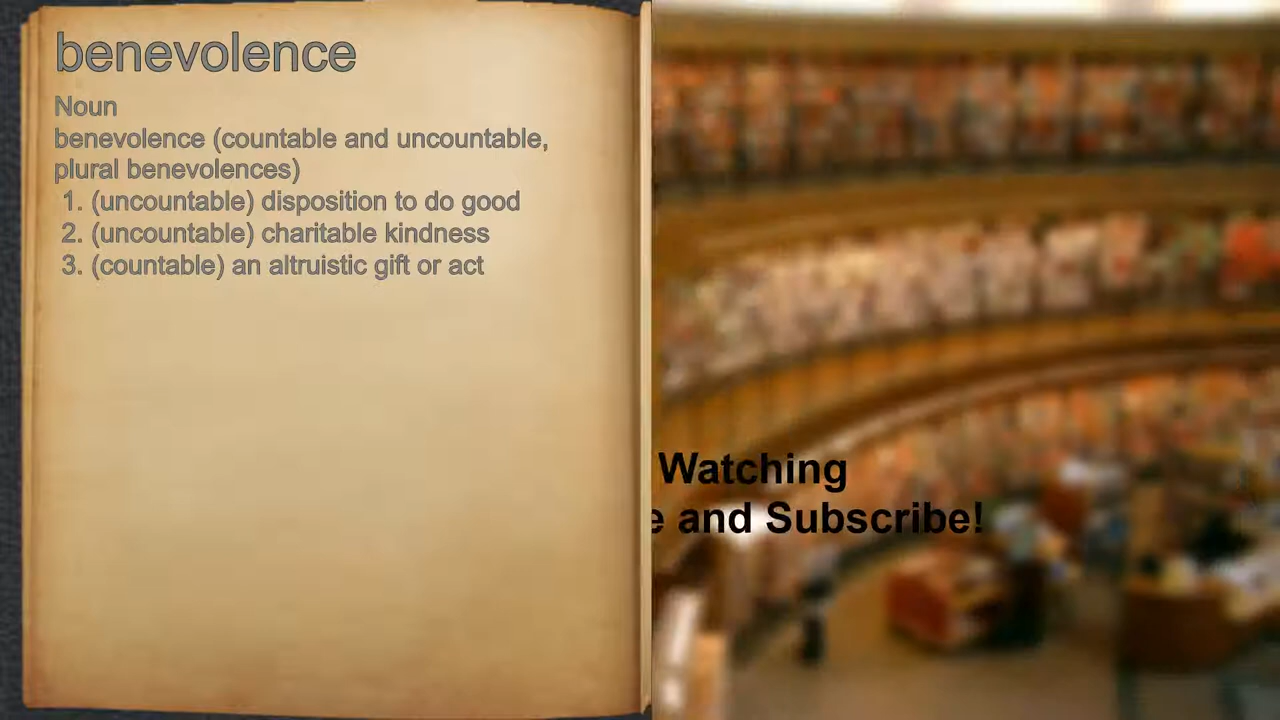 benevolence
Noun
benevolence (countable and uncountable,
plural benevolences)
1. (uncountable) disposition to do good
2. (uncountable) charitable kindness
3. (countable) an altruistic gift or act
Watching
e and Subscribe!